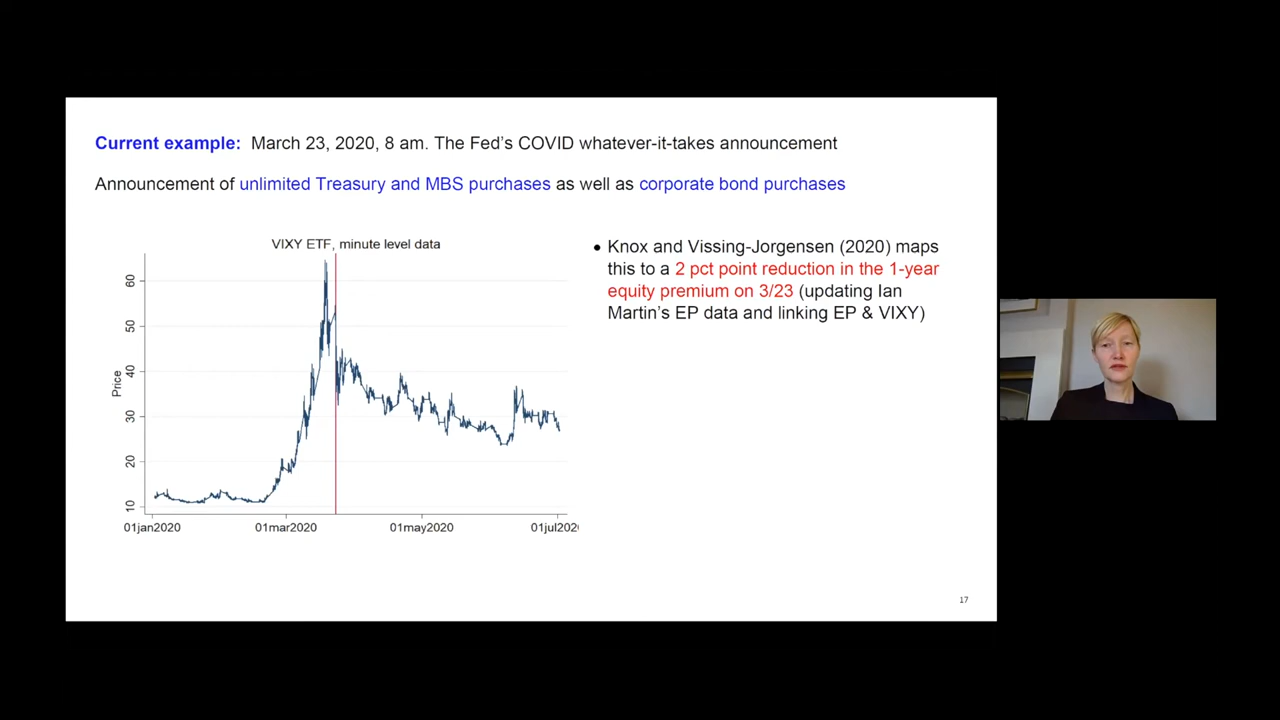 Current example: March 23, 2020, 8 am. The Fed's COVID whatever-it-takes announcement
Announcement of unlimited Treasury and MBS purchases as well as corporate bond purchases
VIXY ETF, minute level data
Price
60
50
40
30
20
10
01jan2020
01mar2020
01may2020
01jul202
• Knox and Vissing-Jorgensen (2020) maps
this to a 2 pct point reduction in the 1-year
equity premium on 3/23 (updating Ian
Martin's EP data and linking EP & VIXY)
17